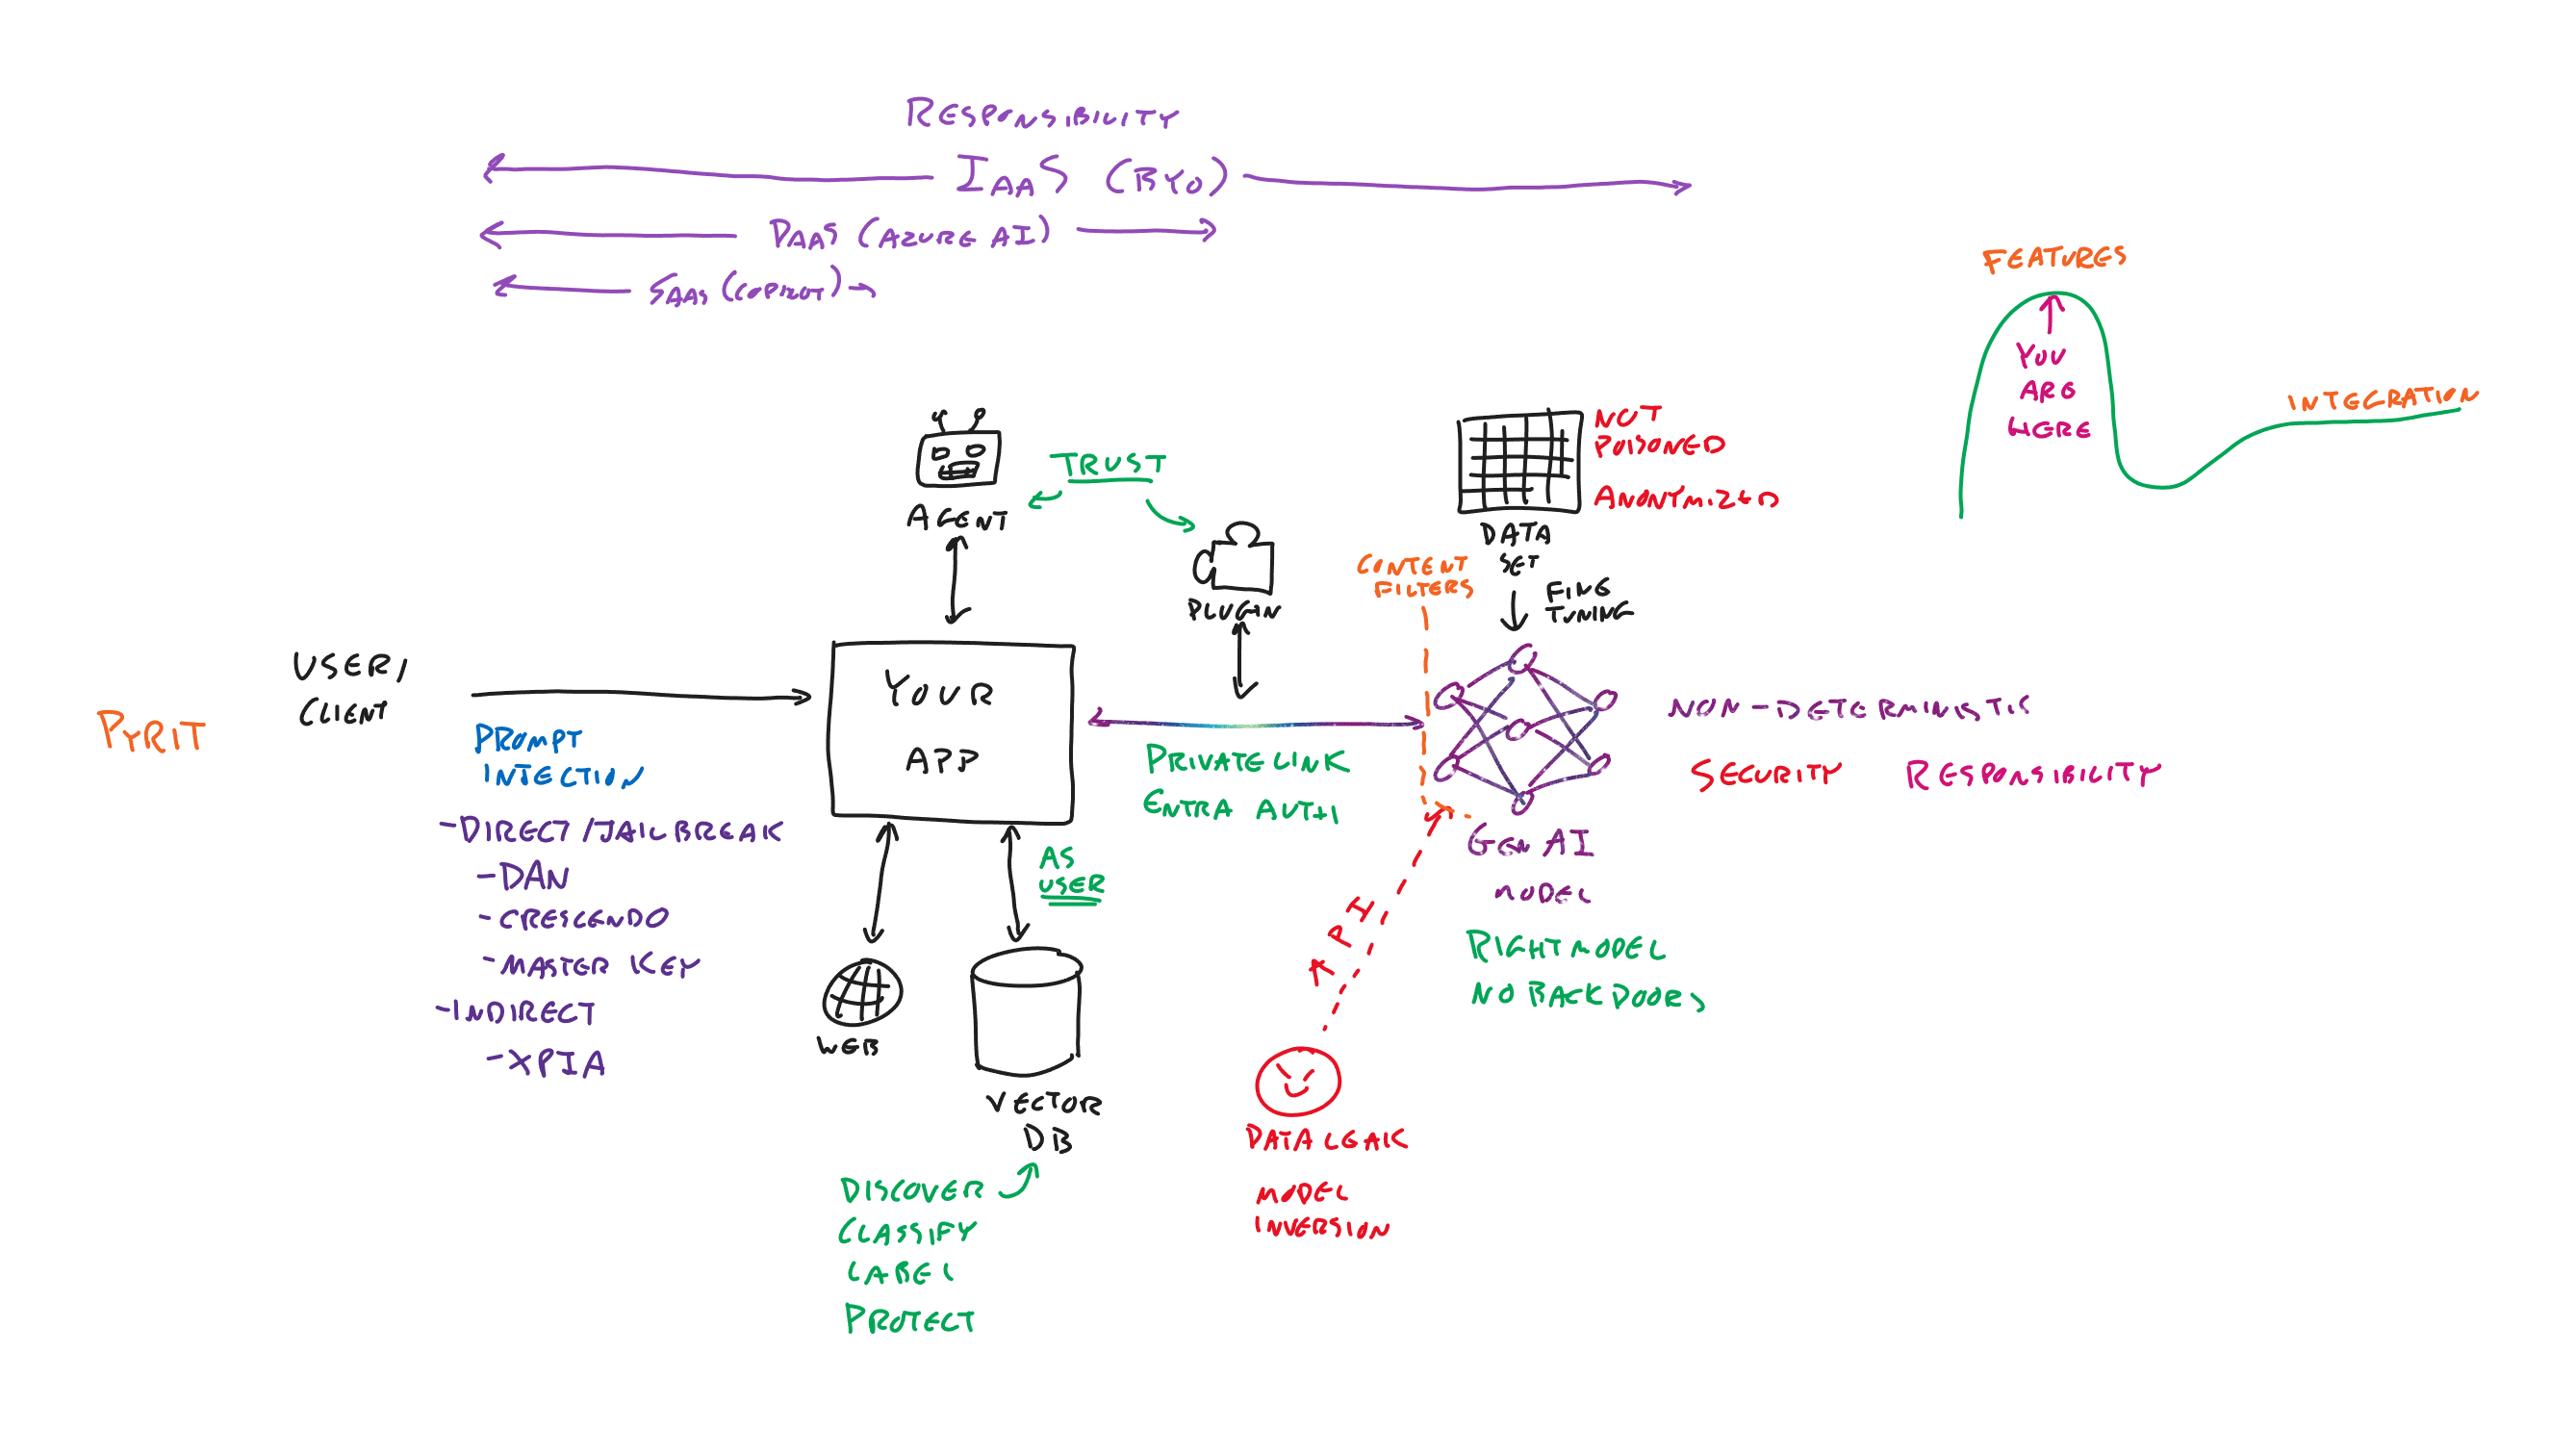 RESPONSIBILITY
IAAS (BYO)
PAAS (AZURE AI)
SAAS (COPILOT)
FEATURES
YOU
ARE
HERE
INTEGRATION
AGENT
TRUST
PLUGIN
NOT
POISONED
ANONYMIZED
DATA
SET
FINE
TUNING
CONTENT
FILTERS
PYRIT
USER/
CLIENT
PROMPT
INJECTION
-DIRECT/JAILBREAK
-DAN
-CRESCENDO
-MASTER KEY
-INDIRECT
-XPIA
YOUR
APP
PRIVATE LINK
ENTRA AUTH
AS
USER
WEB
VECTOR
DB
DISCOVER
CLASSIFY
LABEL
PROTECT
NON-DETERMINISTIC
SECURITY RESPONSIBILITY
GEN AI
MODEL
RIGHT MODEL
NO BACKDOORS
API
DATA LEAK
MODEL
INVERSION